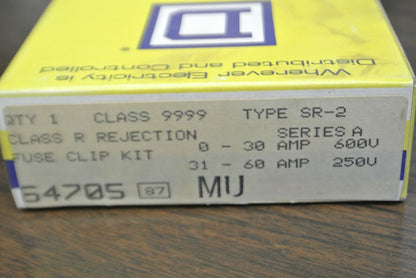 D
Wherever Electricity is
Distributed and Controlled
QTY 1 CLASS 9999 TYPE SR-2
CLASS R REJECTION SERIES A
FUSE CLIP KIT 0 - 30 AMP 600V
31 - 60 AMP 250V
54705 87 MU